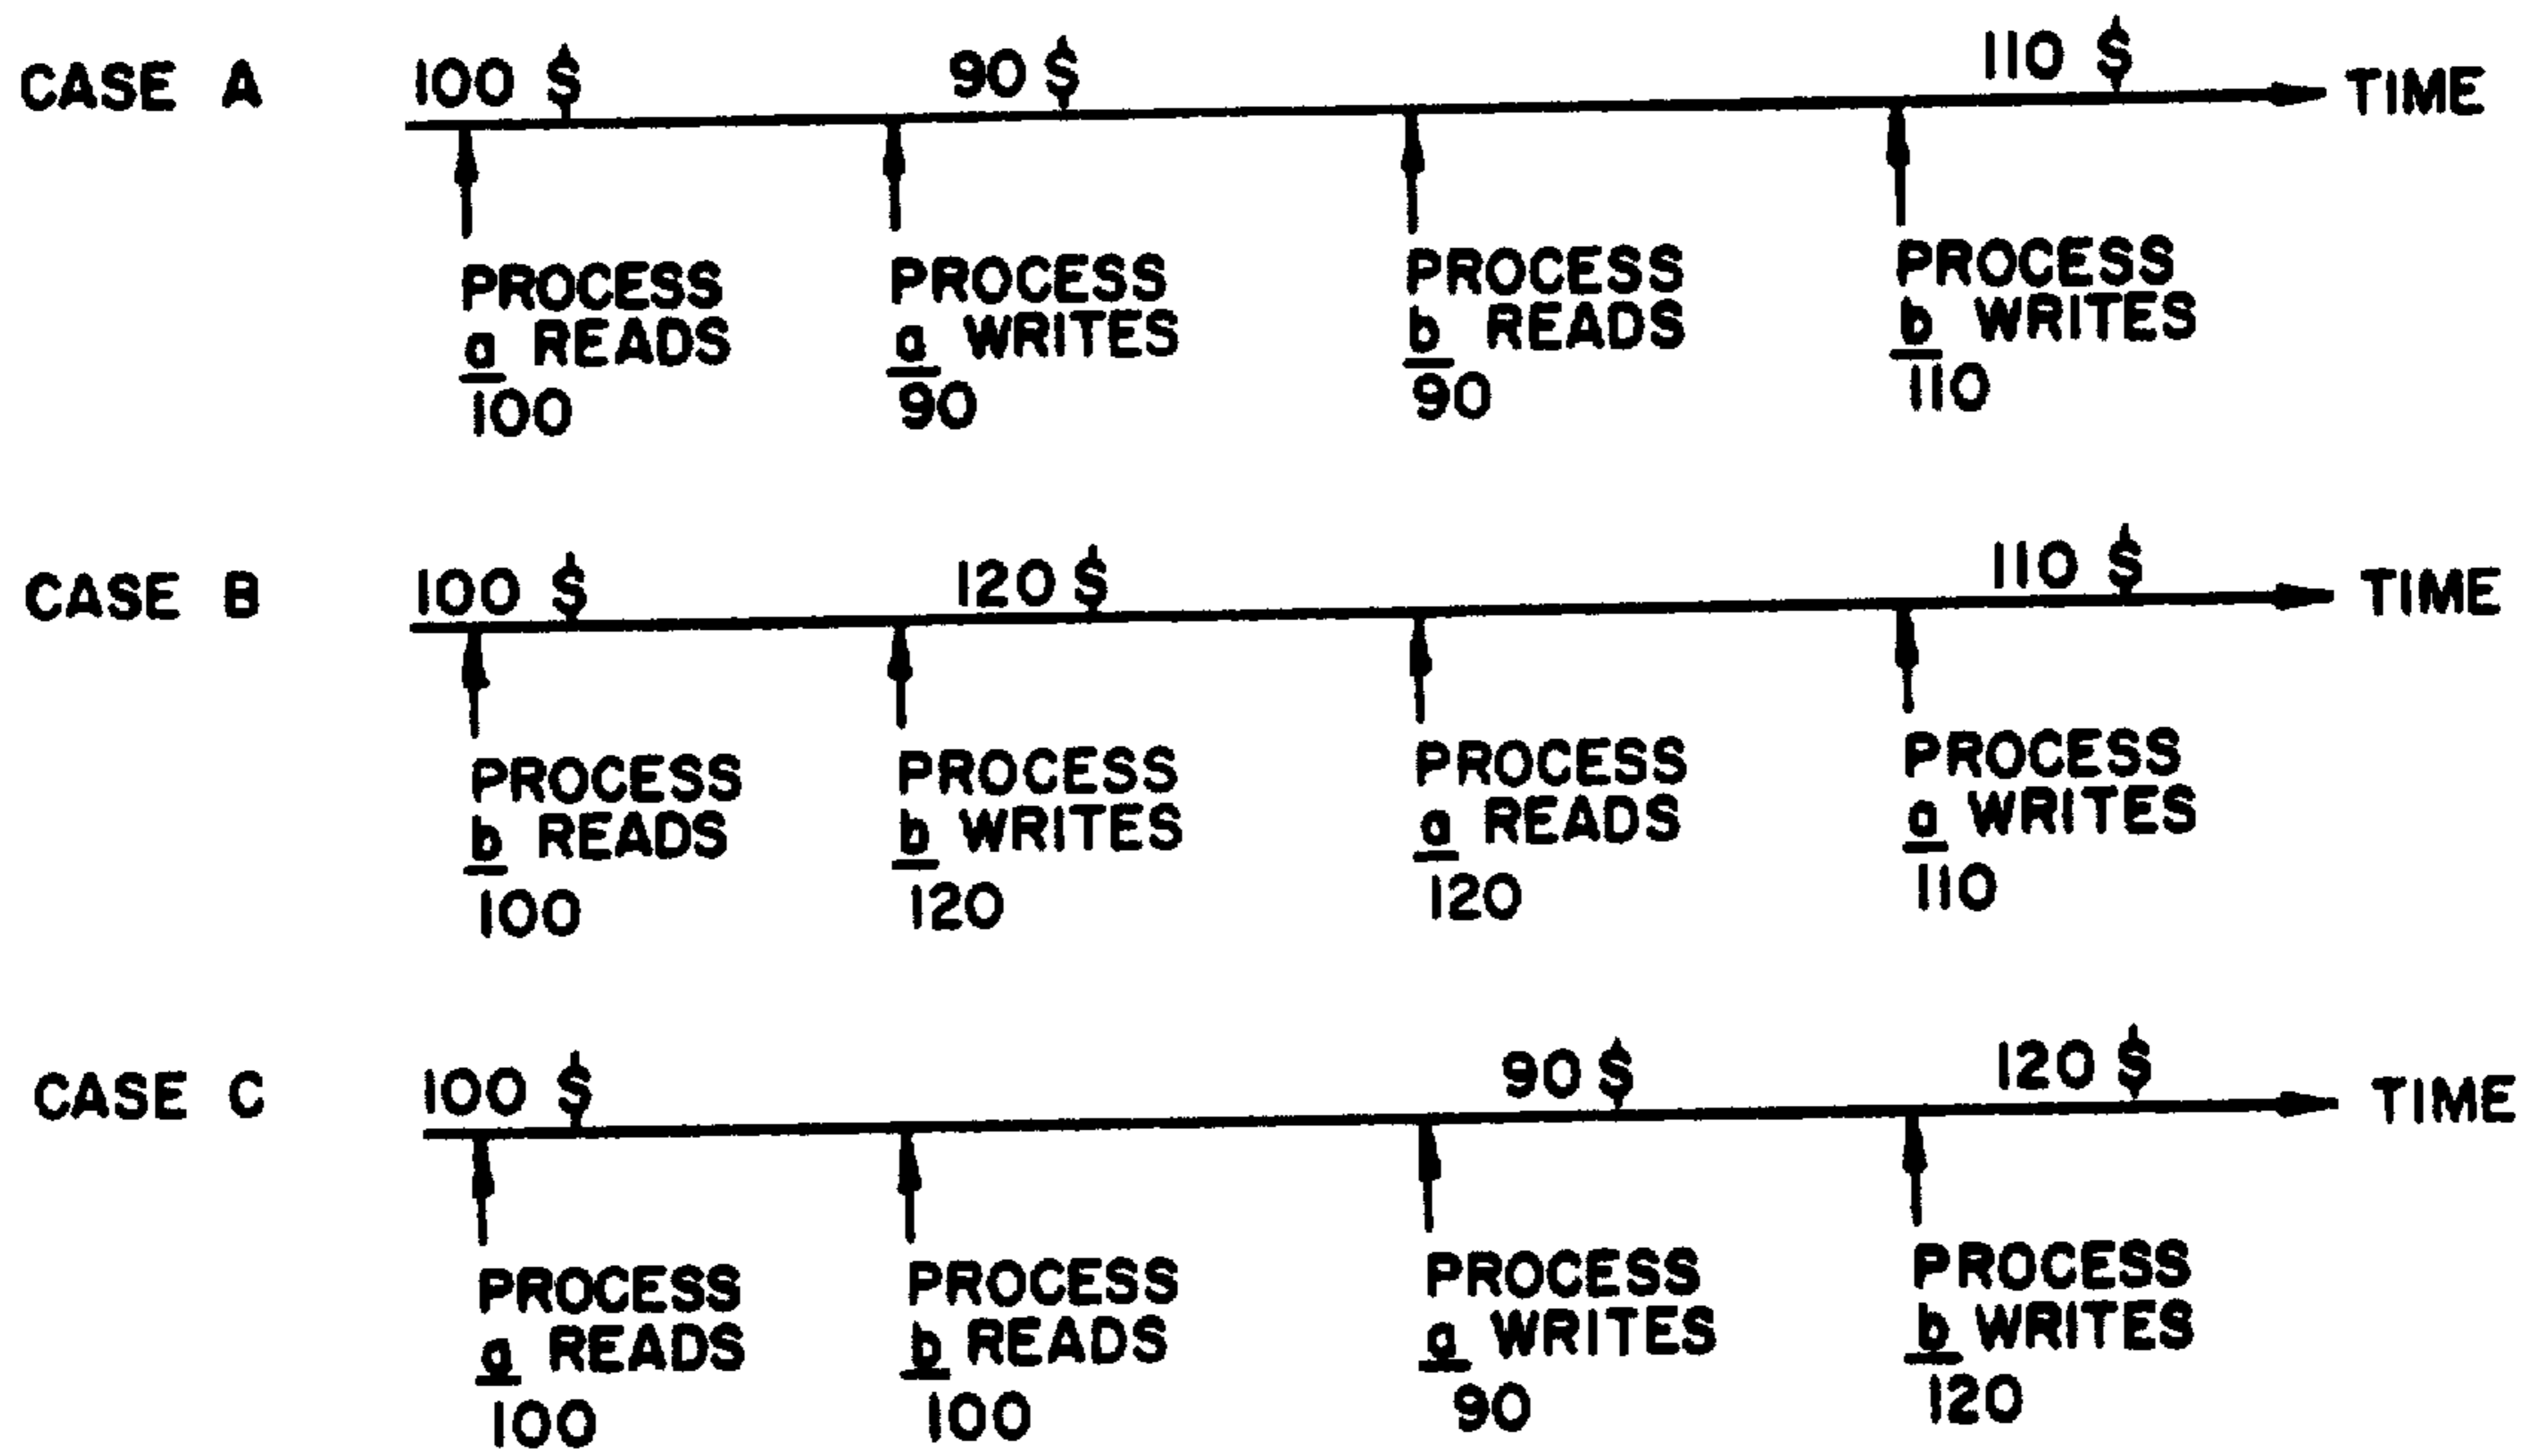 CASE A 100 $ 90 $ 110 $ TIME
PROCESS PROCESS PROCESS PROCESS
a READS a WRITES b READS b WRITES
100 90 90 110
CASE B 100 $ 120 $ 110 $ TIME
PROCESS PROCESS PROCESS PROCESS
b READS b WRITES a READS a WRITES
100 120 120 110
CASE C 100 $ 90 $ 120 $ TIME
PROCESS PROCESS PROCESS PROCESS
a READS b READS a WRITES b WRITES
100 100 90 120